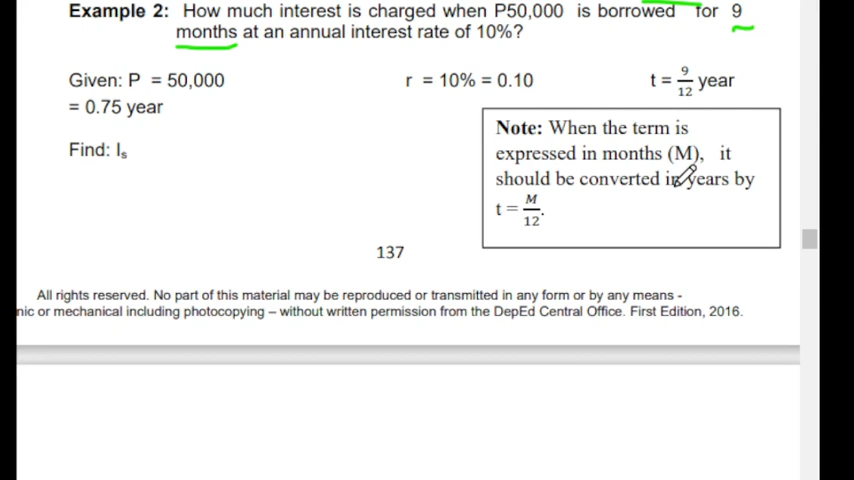 Example 2: How much interest is charged when P50,000 is borrowed for 9
months at an annual interest rate of 10%?
Given: P = 50,000 r = 10% = 0.10 t = 9/12 year
= 0.75 year
Find: Is
Note: When the term is
expressed in months (M), it
should be converted in years by
t = M/12.
137
All rights reserved. No part of this material may be reproduced or transmitted in any form or by any means -
nic or mechanical including photocopying – without written permission from the DepEd Central Office. First Edition, 2016.